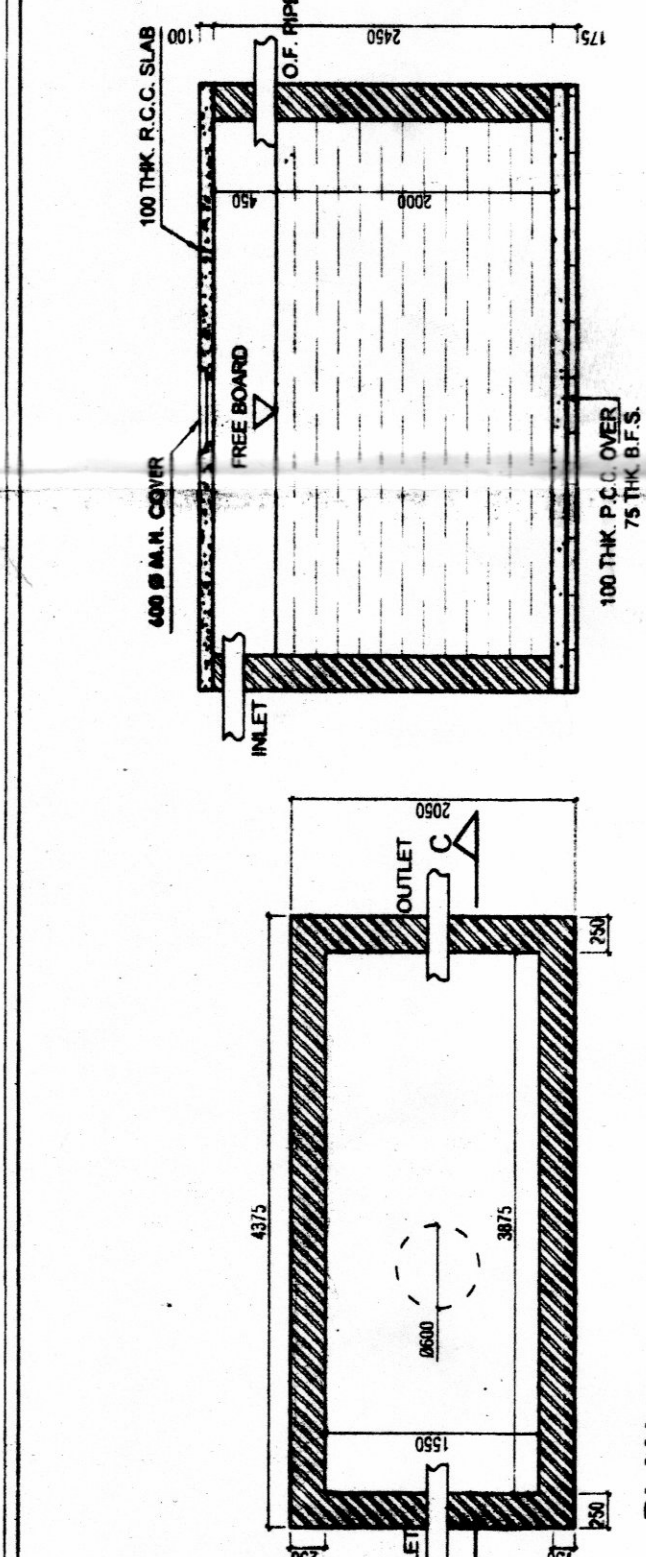 100 THK. R.C.C. SLAB
600 Ø M.H. COVER
100
2450
175
O.F. PIPE
450
2000
FREE BOARD
INLET
100 THK. P.C.C. OVER
75 THK. B.F.S.
4375
2050
OUTLET
C
250
Ø600
3875
1550
250